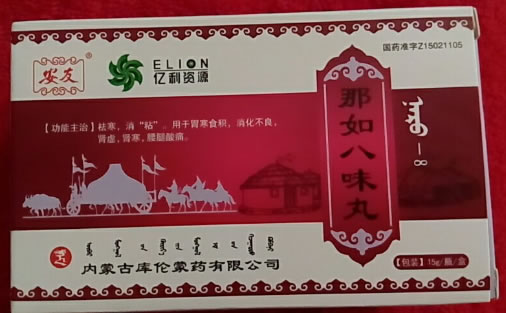 安友
ELION
亿利资源
国药准字Z15021105
那如八味丸
-8
【功能主治】祛寒，消“粘”。用于胃寒食积，消化不良，
肾虚，肾寒，腰腿酸痛。
内蒙古库伦蒙药有限公司
【包装】15g/瓶/盒